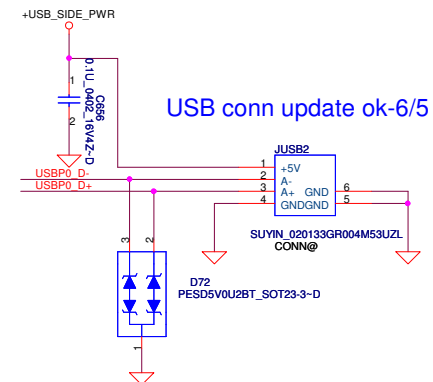 +USB_SIDE_PWR
1
2
C656
0.1U_0402_16V4Z~D
USB conn update ok-6/5
JUSB2
1 +5V
2 A-
3 A+ GND 6
4 GNDGND 5
USBP0_D-
USBP0_D+
SUYIN_020133GR004M53UZL
CONN@
3
2
D72
PESD5V0U2BT_SOT23-3~D
1